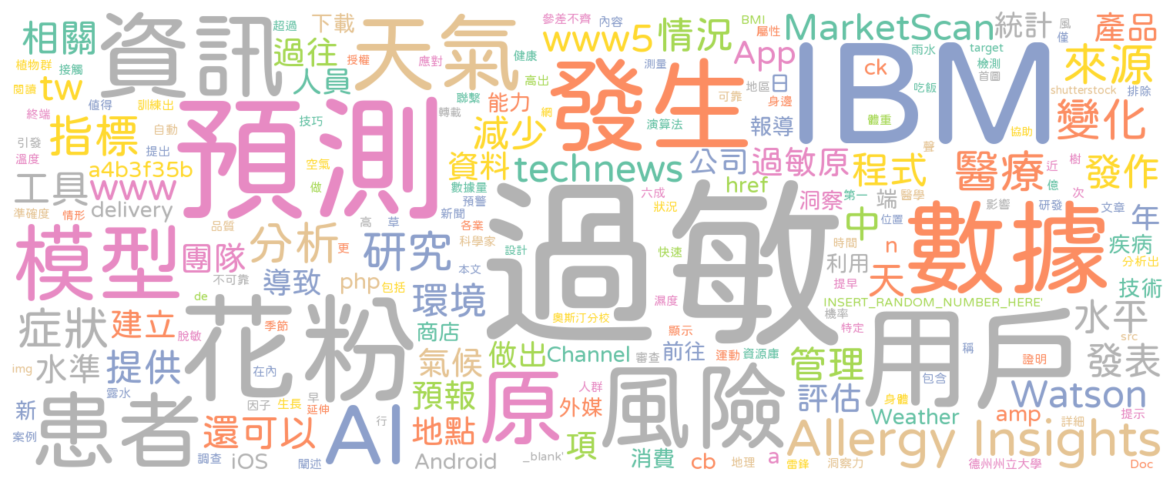 相關
資訊
超過
過往
天氣
下載
參差不齊
內容
BMI
屬性
MarketScan
統計
產品
www5
情況
App
植物群
接觸
人員
授權
應對
健康
高出
測量
地區
日
ck
風
僅
雨水
target
檢測
首圖
來源
閱讀
tw
值得
訓練出
聯繫
能力
轉載
網
發生
可靠
身邊
IBM
吃飯
shutterstock
排除
終端
指標
自動
技巧
減少
演算法
報導
體重
協助
變化
引發
溫度
提出
預測
空氣
做
資料
technews
公司
過敏原
聲
程式
醫療
近
樹
發作
a4b3f35b
工具
www
數據量
預警
六成
href
洞察
第一
醫學
億
次
準確度
情形
delivery
高
草
新聞
各業
狀況
端
位置
影響
研發
文章
年
模型
品質
團隊
分析
更
研究
科學家
設計
過敏
快速
時間
中
n
數據
疾病
分析出
不可靠
導致
php
包括
本文
環境
濕度
提早
利用
天
技術
de
花粉
INSERT_RANDOM_NUMBER_HERE'
症狀
建立
脫敏
季節
商店
奧斯汀分校
顯示
機率
特定
用戶
水平
img
水準
提供
在內
氣候
做出
Channel
審查
前往
運動
資源庫
管理
稱
證明
src
發表
露水
新
患者
因子
生長
早
延伸
預報
原
人群
外媒
風險
評估
包含
身體
Watson
案例
還可以
AI
行
地點
項
Weather
amp
詳細
提示
調查
iOS
闡述
Android
_blank'
消費
cb
地理
a
雷鋒
Allergy Insights
洞察力
德州州立大學
Doc